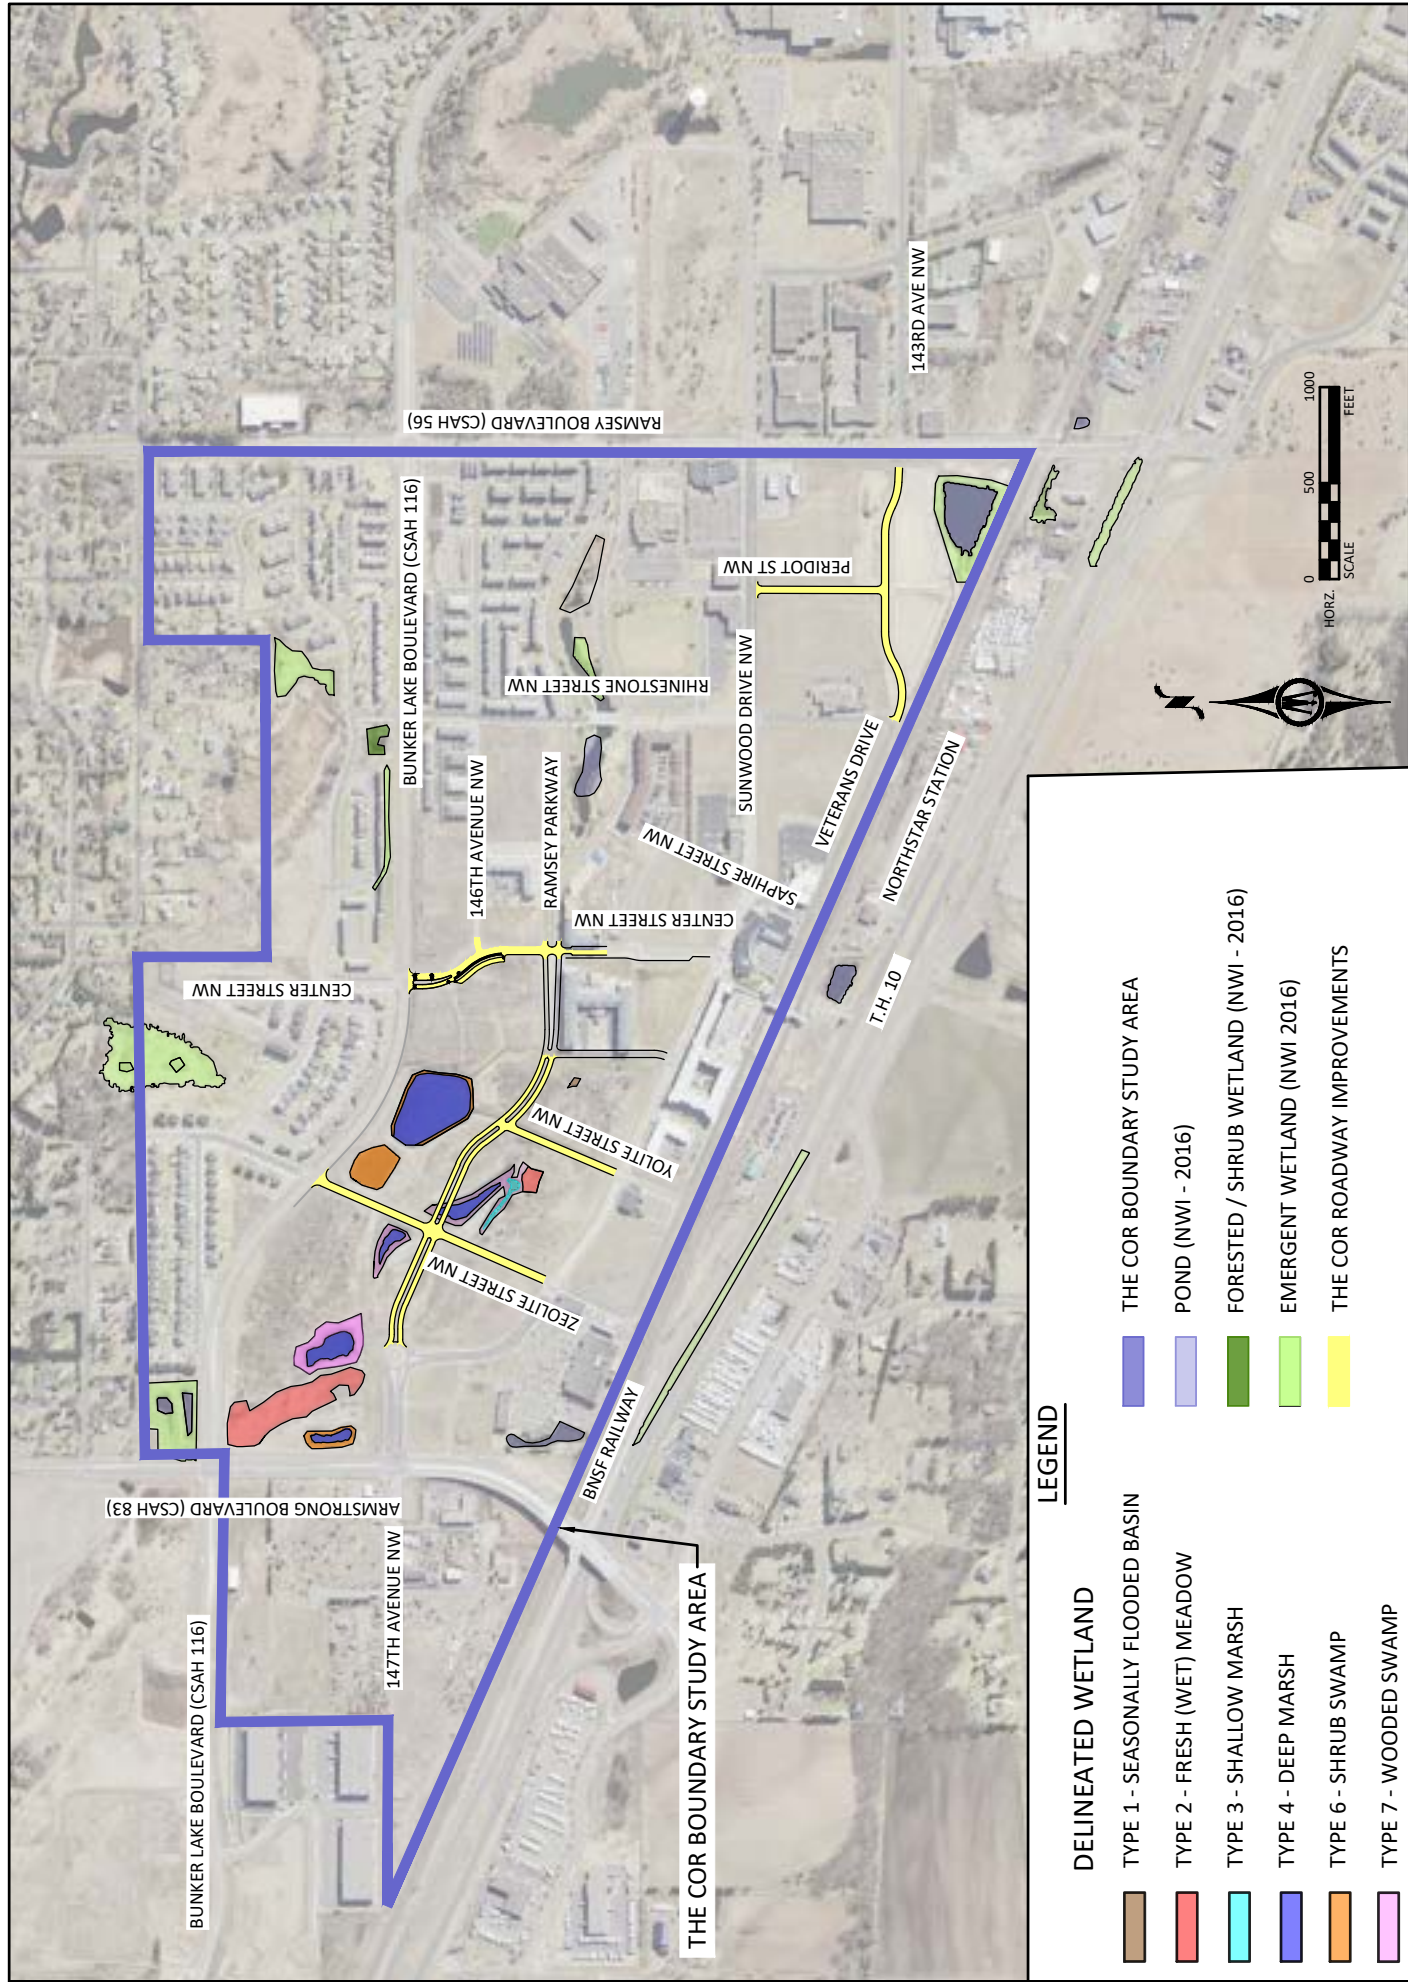 BUNKER LAKE BOULEVARD (CSAH 116)
147TH AVENUE NW
ARMSTRONG BOULEVARD (CSAH 83)
THE COR BOUNDARY STUDY AREA
BNSF RAILWAY
ZEOLITE STREET NW
YOLITE STREET NW
CENTER STREET NW
T.H. 10
146TH AVENUE NW
RAMSEY PARKWAY
CENTER STREET NW
SAPHIRE STREET NW
NORTHSTAR STATION
VETERANS DRIVE
SUNWOOD DRIVE NW
BUNKER LAKE BOULEVARD (CSAH 116)
RHINESTONE STREET NW
PERIDOT ST NW
RAMSEY BOULEVARD (CSAH 56)
143RD AVE NW
N
0 500 1000
HORZ.
SCALE FEET
LEGEND
DELINEATED WETLAND
TYPE 1 - SEASONALLY FLOODED BASIN
TYPE 2 - FRESH (WET) MEADOW
TYPE 3 - SHALLOW MARSH
TYPE 4 - DEEP MARSH
TYPE 6 - SHRUB SWAMP
TYPE 7 - WOODED SWAMP
THE COR BOUNDARY STUDY AREA
POND (NWI - 2016)
FORESTED / SHRUB WETLAND (NWI - 2016)
EMERGENT WETLAND (NWI 2016)
THE COR ROADWAY IMPROVEMENTS